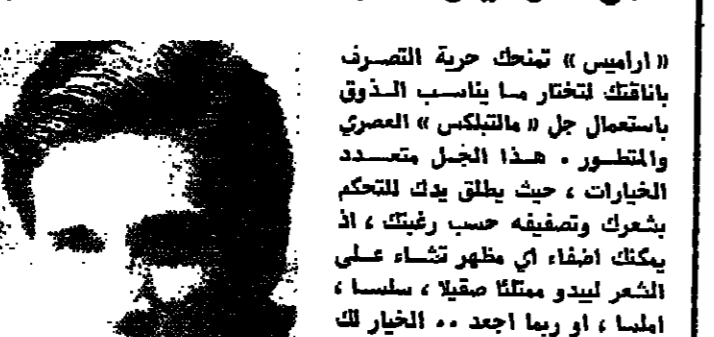 « اراميس » تمنحك حرية التصرف
باناقتك لتختار ما يناسب الذوق
باستعمال جل « مالتبلكس » العصري
والمتطور . هذا الجل متعدد
الخيارات ، حيث يطلق يدك للتحكم
بشعرك وتصفيفه حسب رغبتك ، اذ
يمكنك اضفاء اي مظهر تشاء على
الشعر ليبدو ممتلئا صقيلا ، سلسا ،
املسا ، او ربما اجعد .. الخيار لك